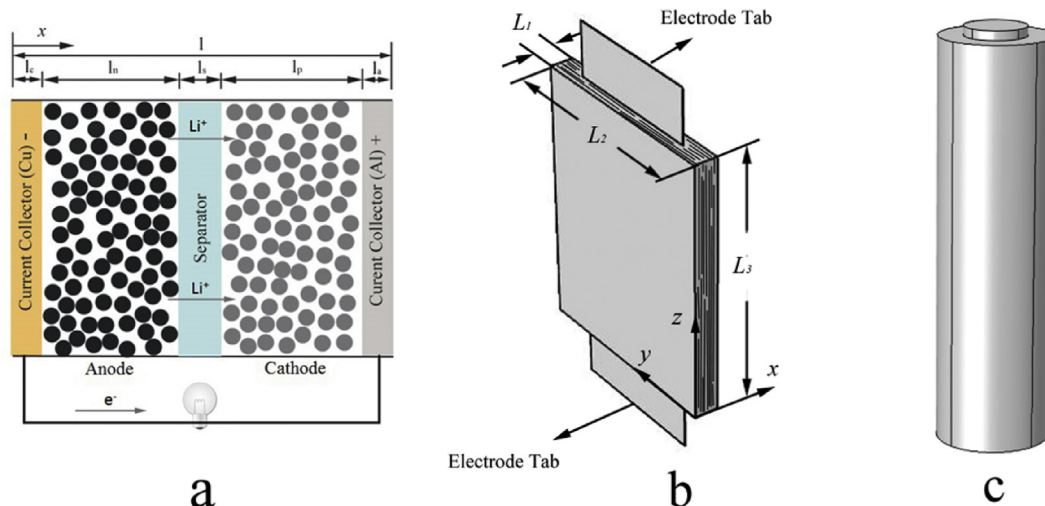 x
l
lc
ln
ls
lp
la
Current Collector (Cu) -
Li⁺
Separator
Li⁺
Curent Collector (Al) +
Anode
Cathode
e⁻
a
L1
Electrode Tab
L2
L3
z
y
x
Electrode Tab
b
c